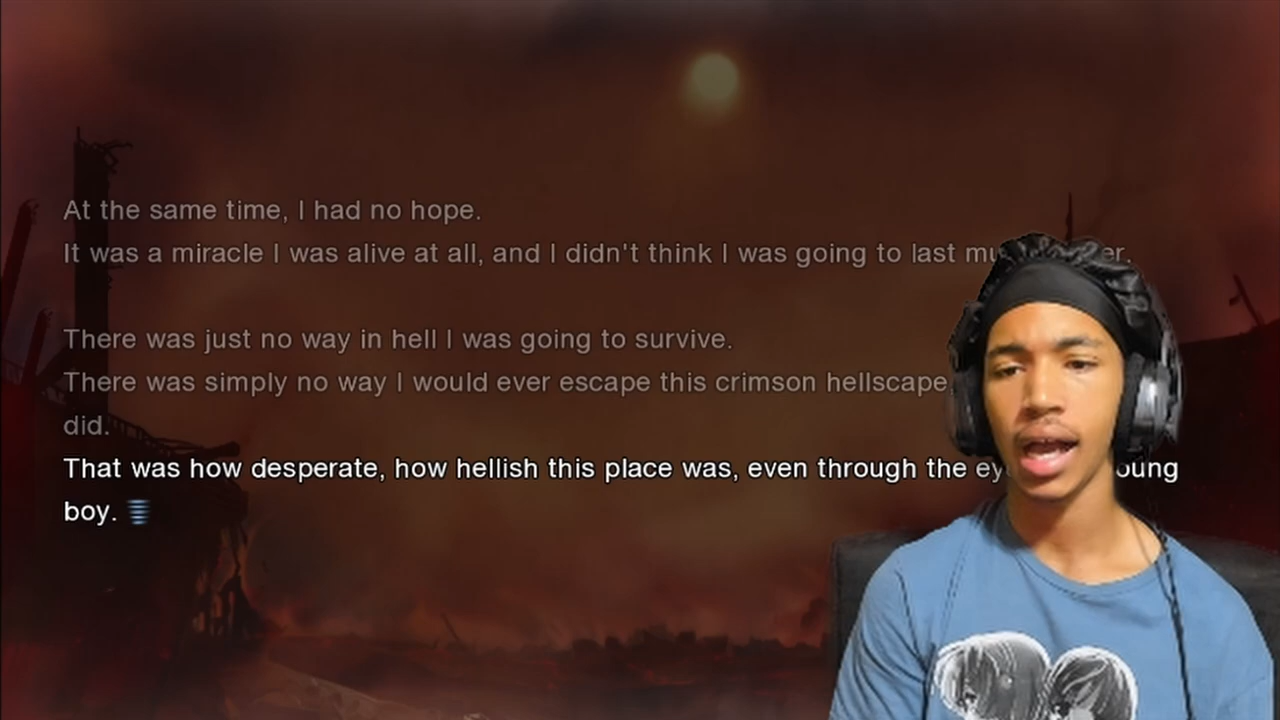 At the same time, I had no hope.
It was a miracle I was alive at all, and I didn't think I was going to last
There was just no way in hell I was going to survive.
There was simply no way I would ever escape this crimson hellscape,
did.
That was how desperate, how hellish this place was, even through the
boy.